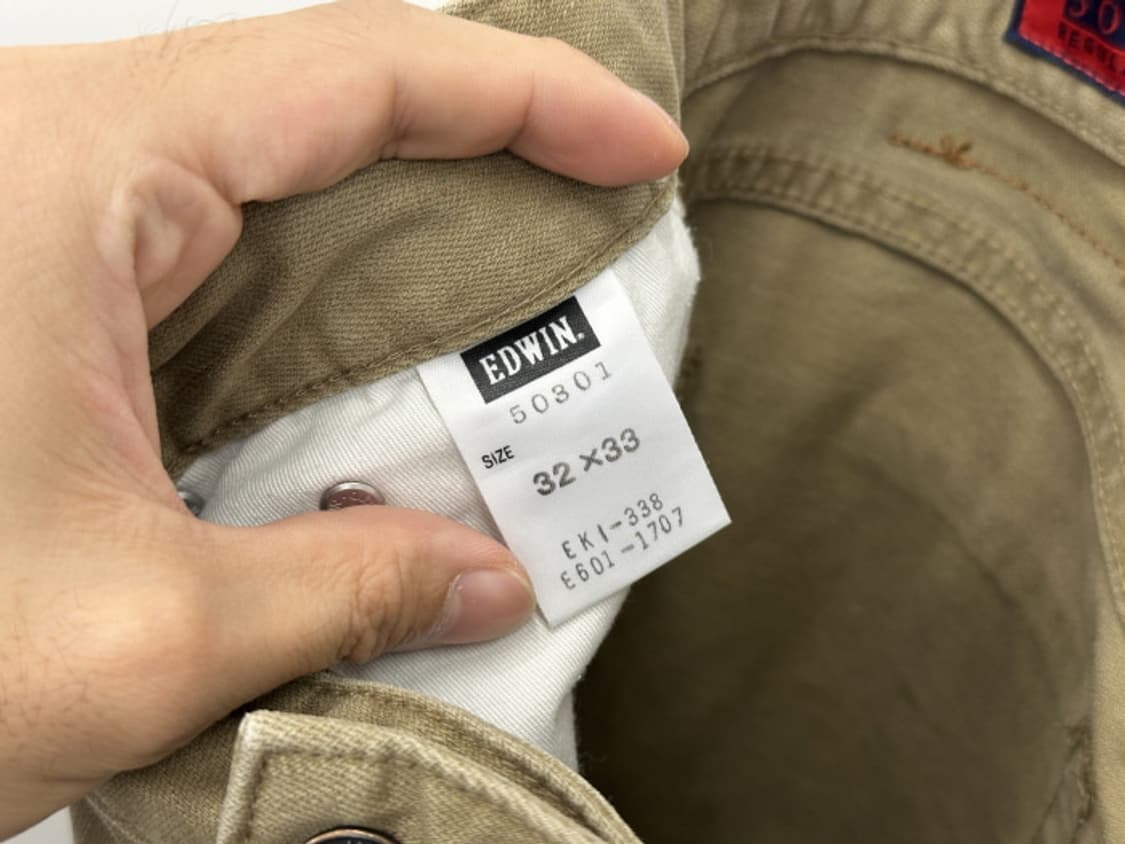 EDWIN.
50301
SIZE
32×33
EK1-338
E601-1707